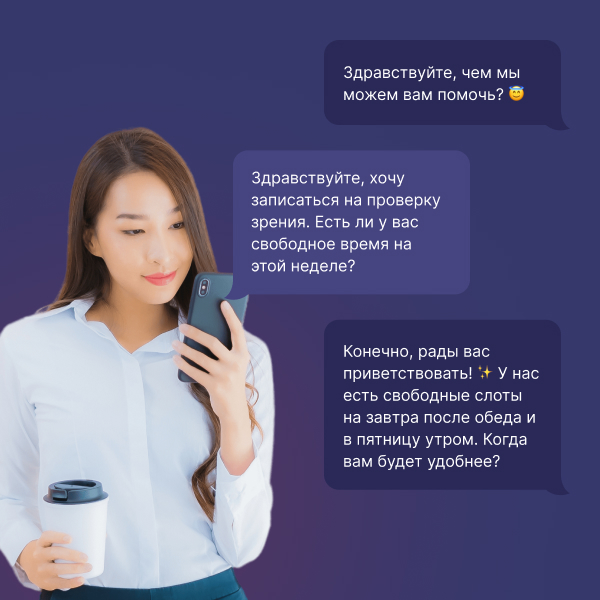 Здравствуйте, чем мы
можем вам помочь? 😇
Здравствуйте, хочу
записаться на проверку
зрения. Есть ли у вас
свободное время на
этой неделе?
Конечно, рады вас
приветствовать! ✨ У нас
есть свободные слоты
на завтра после обеда и
в пятницу утром. Когда
вам будет удобнее?